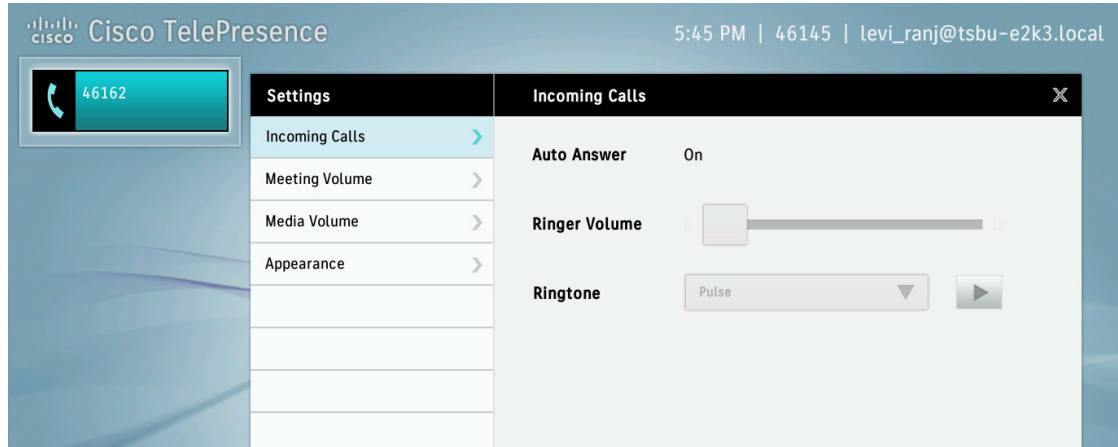 cisco Cisco TelePresence
5:45 PM | 46145 | levi_ranj@tsbu-e2k3.local
46162
Settings
Incoming Calls
Meeting Volume
Media Volume
Appearance
Incoming Calls
X
Auto Answer On
Ringer Volume 0 10
Ringtone Pulse